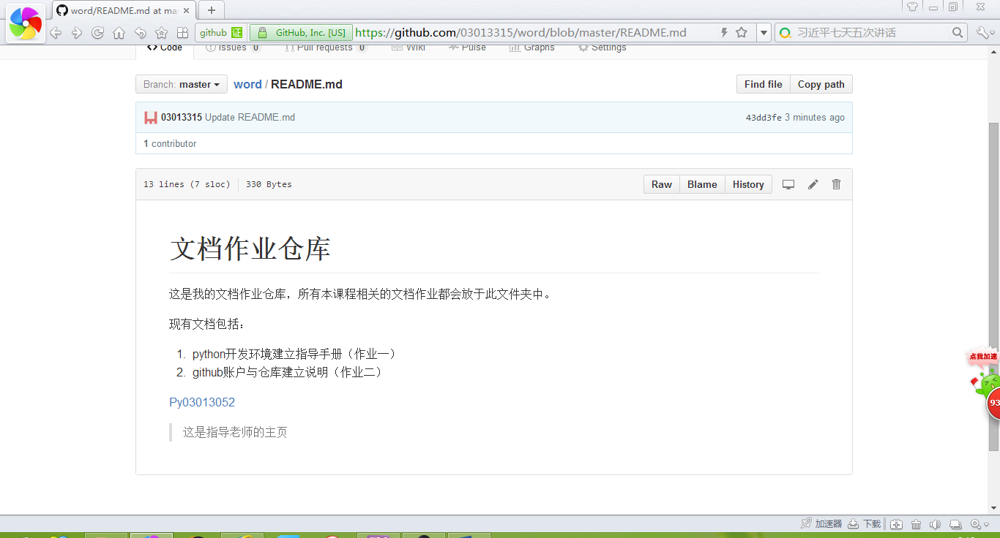 word/README.md at ma
github 证 GitHub, Inc. [US] https://github.com/03013315/word/blob/master/README.md 习近平七天五次讲话
Code Issues 0 Pull requests 0 Wiki Pulse Graphs Settings
Branch: master word / README.md Find file Copy path
03013315 Update README.md 43dd3fe 3 minutes ago
1 contributor
13 lines (7 sloc) 330 Bytes Raw Blame History
文档作业仓库
这是我的文档作业仓库，所有本课程相关的文档作业都会放于此文件夹中。
现有文档包括：
1. python开发环境建立指导手册（作业一）
2. github账户与仓库建立说明（作业二）
Py03013052
这是指导老师的主页
点我加速
93
加速器 下载